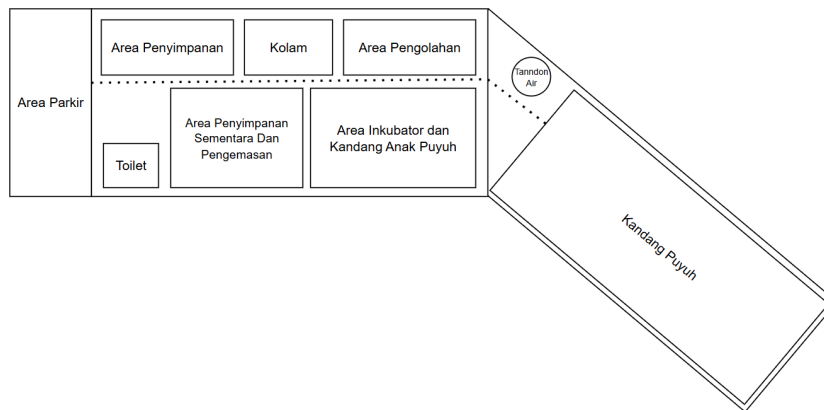 Area Parkir
Area Penyimpanan
Kolam
Area Pengolahan
Tanndon
Air
Toilet
Area Penyimpanan
Sementara Dan
Pengemasan
Area Inkubator dan
Kandang Anak Puyuh
Kandang Puyuh